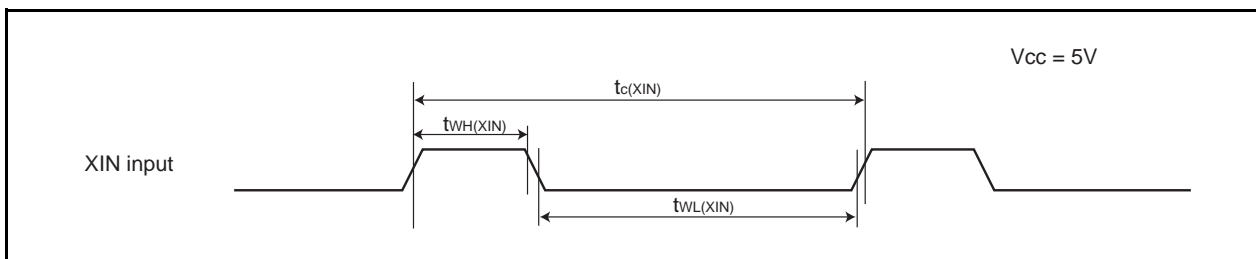 Vcc = 5V
tc(XIN)
tWH(XIN)
XIN input
tWL(XIN)